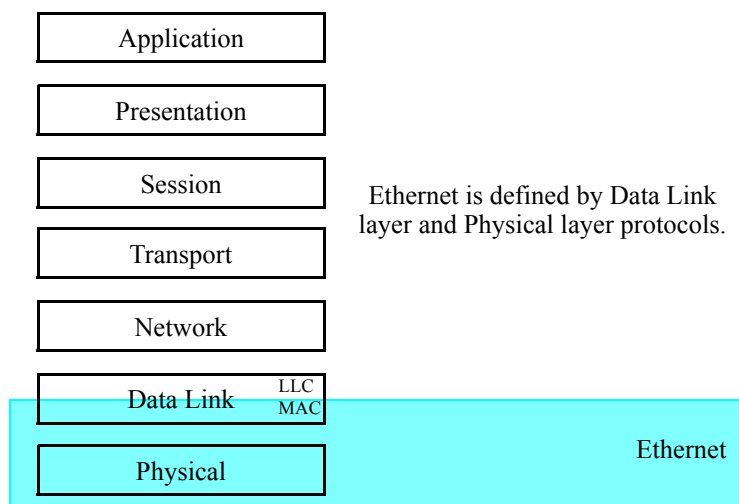 Application
Presentation
Session
Ethernet is defined by Data Link
layer and Physical layer protocols.
Transport
Network
Data Link
LLC
MAC
Ethernet
Physical